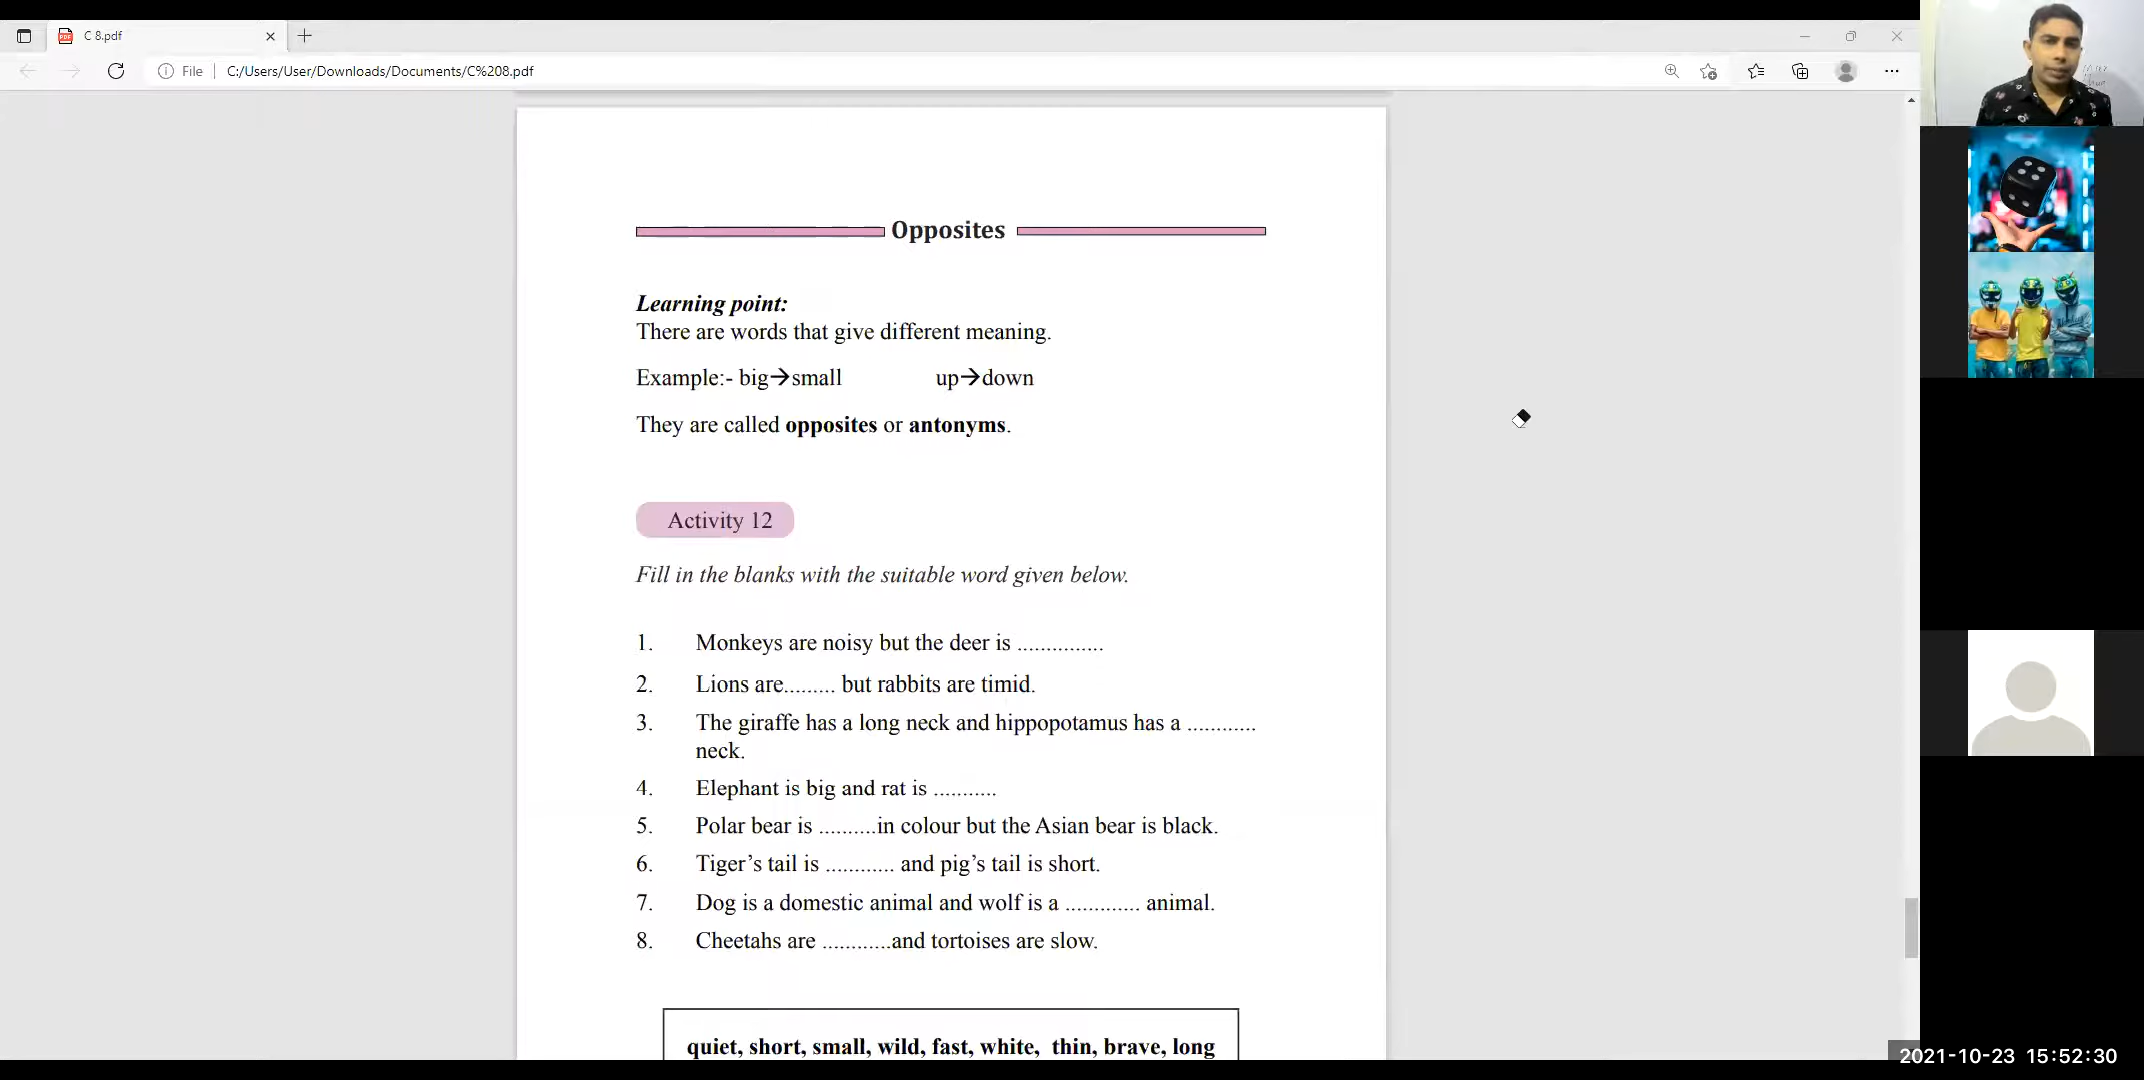 C 8.pdf
File C:/Users/User/Downloads/Documents/C%208.pdf
Opposites
Learning point:
There are words that give different meaning.
Example:- big→small up→down
They are called opposites or antonyms.
Activity 12
Fill in the blanks with the suitable word given below.
1. Monkeys are noisy but the deer is ...............
2. Lions are......... but rabbits are timid.
3. The giraffe has a long neck and hippopotamus has a ............
neck.
4. Elephant is big and rat is ...........
5. Polar bear is ..........in colour but the Asian bear is black.
6. Tiger’s tail is ............ and pig’s tail is short.
7. Dog is a domestic animal and wolf is a ............. animal.
8. Cheetahs are ............and tortoises are slow.
quiet, short, small, wild, fast, white, thin, brave, long
2021-10-23 15:52:30